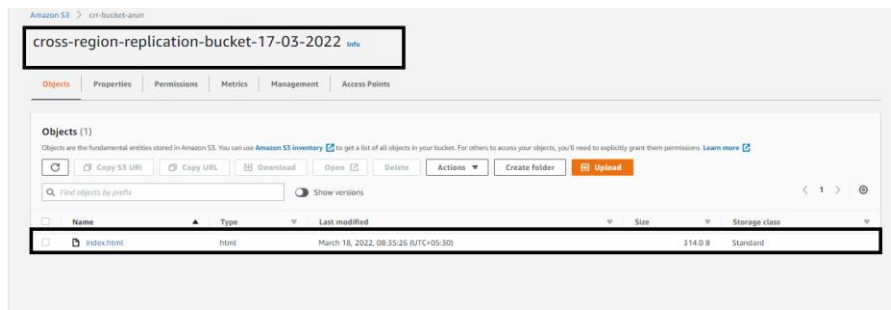 Amazon S3 > crr-bucket-arun
cross-region-replication-bucket-17-03-2022 Info
Objects Properties Permissions Metrics Management Access Points
Objects (1)
Objects are the fundamental entities stored in Amazon S3. You can use Amazon S3 inventory to get a list of all objects in your bucket. For others to access your objects, you'll need to explicitly grant them permissions. Learn more
Copy S3 URI Copy URL Download Open Delete Actions Create folder Upload
Find objects by prefix Show versions < 1 >
Name Type Last modified Size Storage class
index.html html March 18, 2022, 08:35:26 (UTC+05:30) 314.0 B Standard